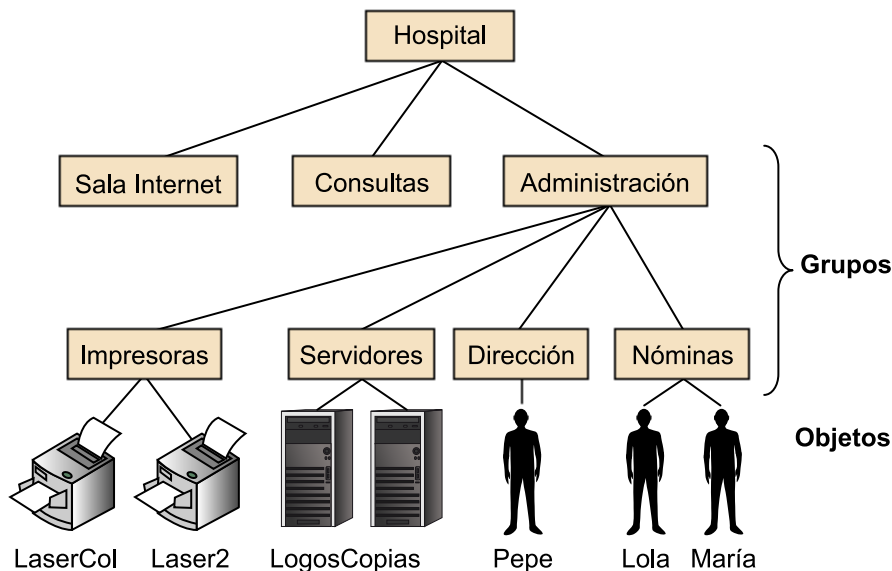 Hospital
Sala Internet
Consultas
Administración
Grupos
Impresoras
Servidores
Dirección
Nóminas
Objetos
LaserCol
Laser2
LogosCopias
Pepe
Lola
María